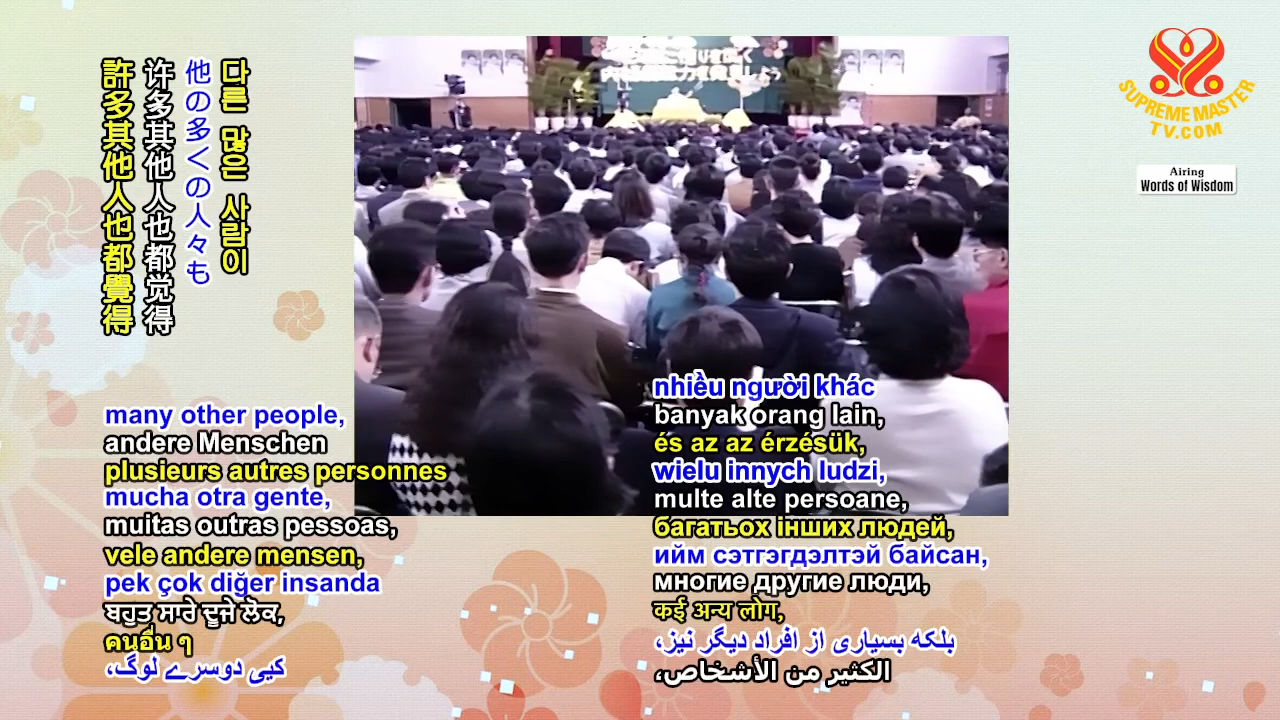 許多其他人也都覺得
许多其他人也都觉得
他の多くの人々も
다른 많은 사람이
SUPREME MASTER
TV.COM
Airing
Words of Wisdom
many other people,
andere Menschen
plusieurs autres personnes
mucha otra gente,
muitas outras pessoas,
vele andere mensen,
pek çok diğer insanda
ਬਹੁਤ ਸਾਰੇ ਦੂਜੇ ਲੋਕ,
คนอื่น ๆ
کیی دوسرے لوگ،
nhiều người khác
banyak orang lain,
és az az érzésük,
wielu innych ludzi,
multe alte persoane,
багатьох інших людей,
ийм сэтгэгдэлтэй байсан,
многие другие люди,
कई अन्य लोग,
بلکه بسیاری از افراد دیگر نیز،
الكثير من الأشخاص،